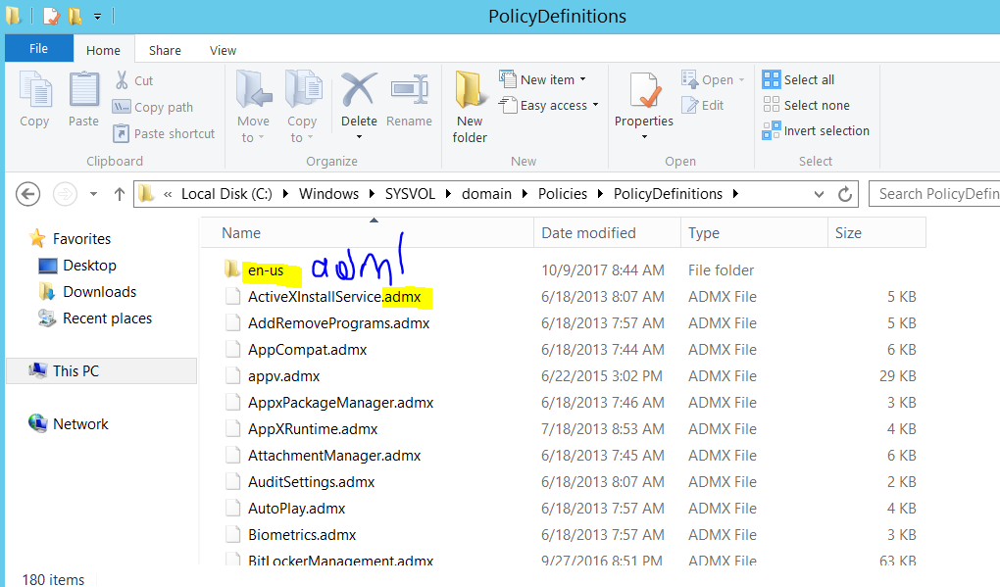 PolicyDefinitions
File Home Share View
Copy Paste Cut Copy path Paste shortcut
Clipboard
Move to Copy to Delete Rename
Organize
New folder New item Easy access
New
Properties Open Edit
Open
Select all Select none Invert selection
Select
« Local Disk (C:) Windows SYSVOL domain Policies PolicyDefinitions
Search PolicyDefin
Favorites
Desktop
Downloads
Recent places
This PC
Network
Name Date modified Type Size
en-us adml 10/9/2017 8:44 AM File folder
ActiveXInstallService.admx 6/18/2013 8:07 AM ADMX File 5 KB
AddRemovePrograms.admx 6/18/2013 7:57 AM ADMX File 5 KB
AppCompat.admx 6/18/2013 7:44 AM ADMX File 6 KB
appv.admx 6/22/2015 3:02 PM ADMX File 29 KB
AppxPackageManager.admx 6/18/2013 7:46 AM ADMX File 3 KB
AppXRuntime.admx 7/18/2013 8:53 AM ADMX File 4 KB
AttachmentManager.admx 6/18/2013 7:45 AM ADMX File 6 KB
AuditSettings.admx 6/18/2013 8:07 AM ADMX File 2 KB
AutoPlay.admx 6/18/2013 7:57 AM ADMX File 4 KB
Biometrics.admx 6/18/2013 7:57 AM ADMX File 3 KB
BitLockerManagement.admx 9/27/2016 8:51 PM ADMX File 63 KB
180 items